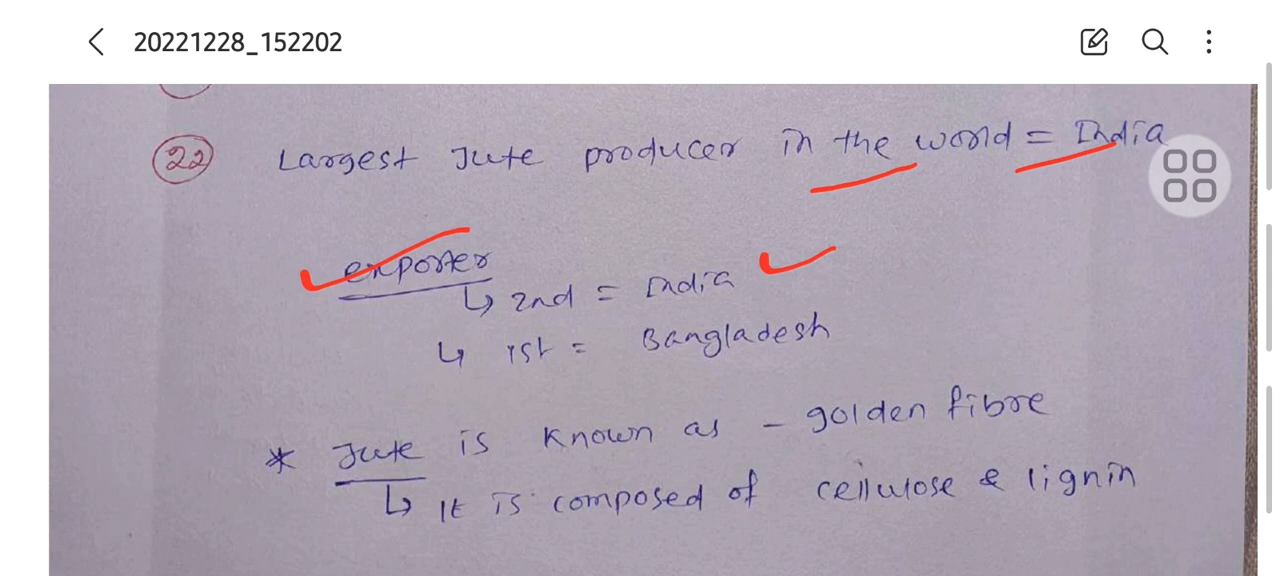 20221228_152202
22 Largest Jute producer in the world = India
exporter
↳ 2nd = India
↳ 1st = Bangladesh
* Jute is known as - golden fibre
↳ It is composed of cellulose & lignin